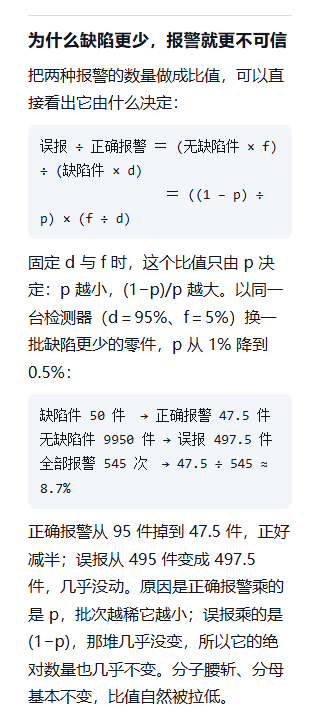 为什么缺陷更少，报警就更不可信
把两种报警的数量做成比值，可以直
接看出它由什么决定：
误报 ÷ 正确报警 ＝ (无缺陷件 × f)
÷ (缺陷件 × d)
＝ ((1 − p) ÷
p) × (f ÷ d)
固定 d 与 f 时，这个比值只由 p 决
定：p 越小，(1−p)/p 越大。以同一
台检测器（d＝95%、f＝5%）换一
批缺陷更少的零件，p 从 1% 降到
0.5%：
缺陷件 50 件 → 正确报警 47.5 件
无缺陷件 9950 件 → 误报 497.5 件
全部报警 545 次 → 47.5 ÷ 545 ≈
8.7%
正确报警从 95 件掉到 47.5 件，正好
减半；误报从 495 件变成 497.5
件，几乎没动。原因是正确报警乘的
是 p，批次越稀它越小；误报乘的是
(1−p)，那堆几乎没变，所以它的绝
对数量也几乎不变。分子腰斩、分母
基本不变，比值自然被拉低。